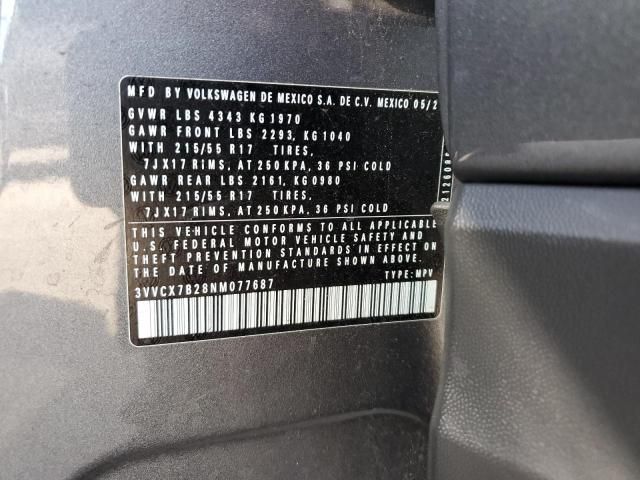 MFD BY VOLKSWAGEN DE MEXICO S.A. DE C.V. MEXICO 05/2
GVWR LBS 4343 KG 1970
GAWR FRONT LBS 2293, KG 1040
WITH 215/55 R17 TIRES,
7JX17 RIMS, AT 250 KPA, 36 PSI COLD
GAWR REAR LBS 2161, KG 0980
WITH 215/55 R17 TIRES,
7JX17 RIMS, AT 250 KPA, 36 PSI COLD
THIS VEHICLE CONFORMS TO ALL APPLICABLE
U.S. FEDERAL MOTOR VEHICLE SAFETY AND
THEFT PREVENTION STANDARDS IN EFFECT ON
THE DATE OF MANUFACTURE SHOWN ABOVE.
3VVCX7B28NM077687 TYPE: MPV